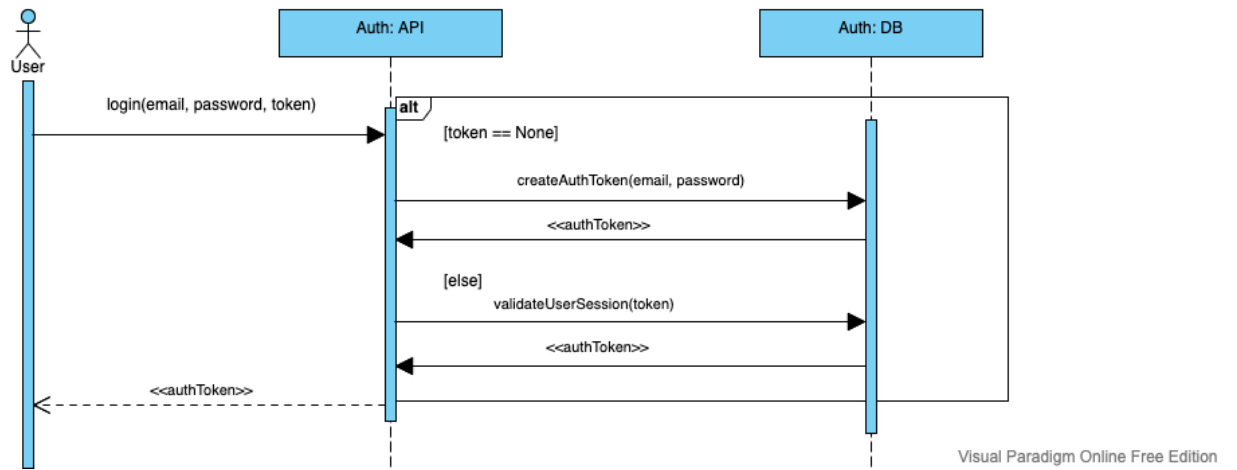 User
Auth: API
Auth: DB
login(email, password, token)
alt
[token == None]
createAuthToken(email, password)
<<authToken>>
[else]
validateUserSession(token)
<<authToken>>
<<authToken>>
Visual Paradigm Online Free Edition